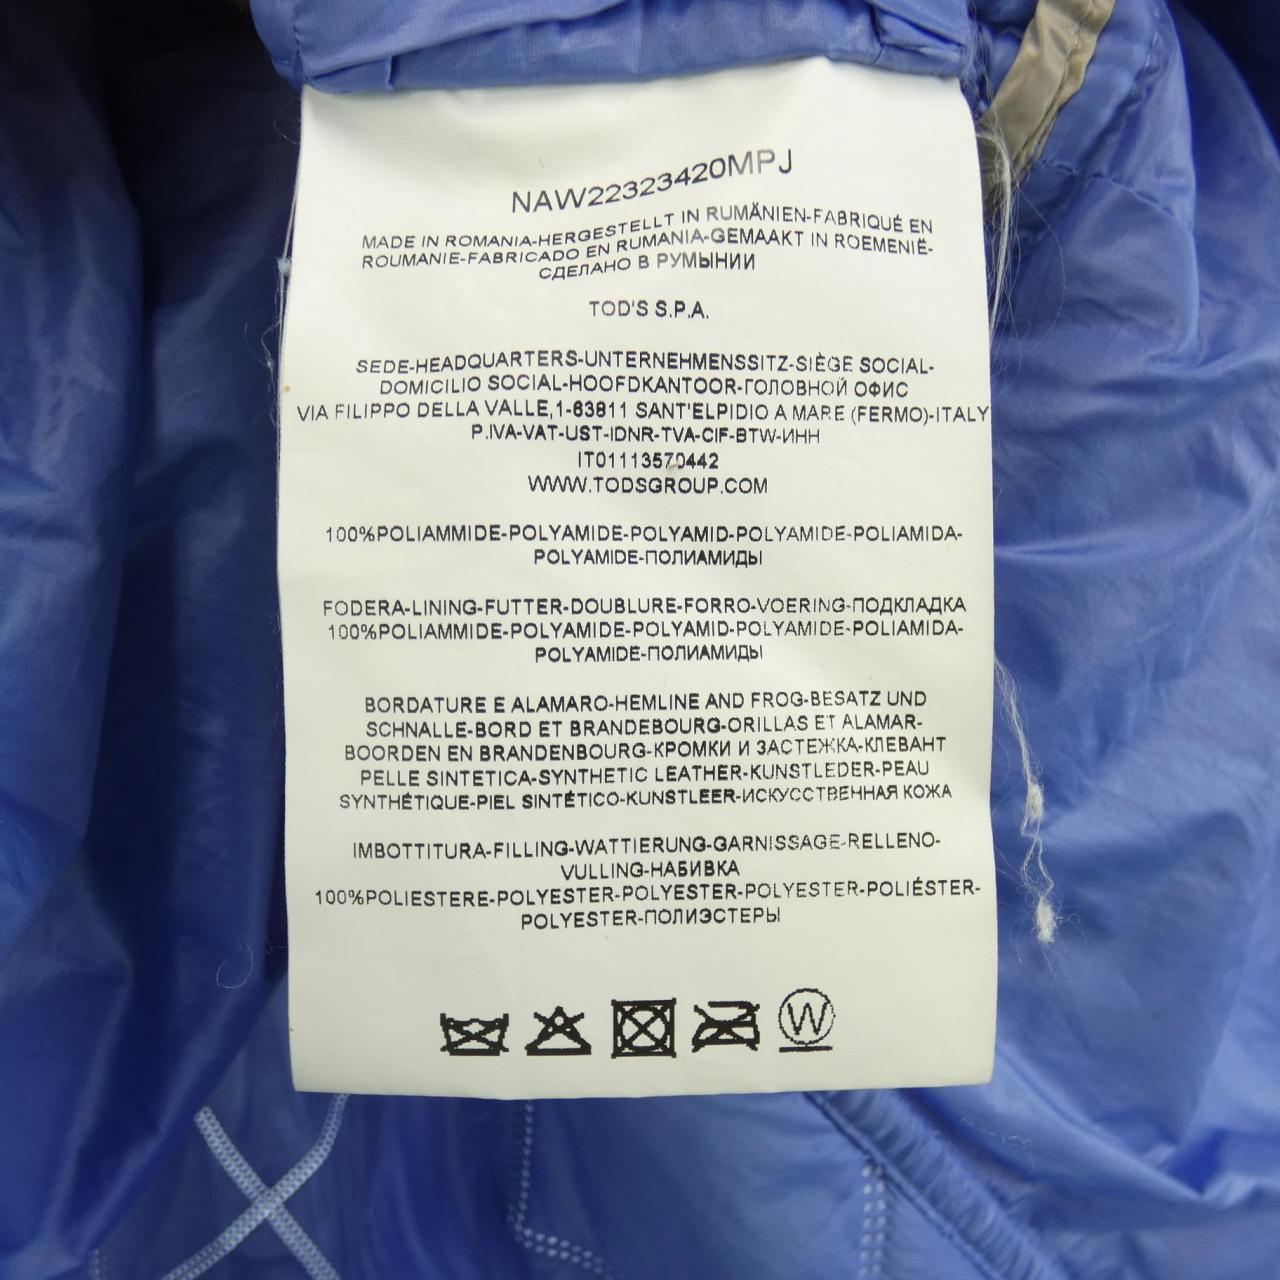 NAW22323420MPJ
MADE IN ROMANIA-HERGESTELLT IN RUMÄNIEN-FABRIQUÉ EN
ROUMANIE-FABRICADO EN RUMANIA-GEMAAKT IN ROEMENIË-
СДЕЛАНО В РУМЫНИИ
TOD'S S.P.A.
SEDE-HEADQUARTERS-UNTERNEHMENSSITZ-SIÈGE SOCIAL-
DOMICILIO SOCIAL-HOOFDKANTOOR-ГОЛОВНОЙ ОФИС
VIA FILIPPO DELLA VALLE,1-63811 SANT'ELPIDIO A MARE (FERMO)-ITALY
P.IVA-VAT-UST-IDNR-TVA-CIF-BTW-ИНН
IT01113570442
WWW.TODSGROUP.COM
100%POLIAMMIDE-POLYAMIDE-POLYAMID-POLYAMIDE-POLIAMIDA-
POLYAMIDE-ПОЛИАМИДЫ
FODERA-LINING-FUTTER-DOUBLURE-FORRO-VOERING-ПОДКЛАДКА
100%POLIAMMIDE-POLYAMIDE-POLYAMID-POLYAMIDE-POLIAMIDA-
POLYAMIDE-ПОЛИАМИДЫ
BORDATURE E ALAMARO-HEMLINE AND FROG-BESATZ UND
SCHNALLE-BORD ET BRANDEBOURG-ORILLAS ET ALAMAR-
BOORDEN EN BRANDENBOURG-КРОМКИ И ЗАСТЕЖКА-КЛЕВАНТ
PELLE SINTETICA-SYNTHETIC LEATHER-KUNSTLEDER-PEAU
SYNTHÉTIQUE-PIEL SINTÉTICO-KUNSTLEER-ИСКУССТВЕННАЯ КОЖА
IMBOTTITURA-FILLING-WATTIERUNG-GARNISSAGE-RELLENO-
VULLING-НАБИВКА
100%POLIESTERE-POLYESTER-POLYESTER-POLYESTER-POLIÉSTER-
POLYESTER-ПОЛИЭСТЕРЫ
W